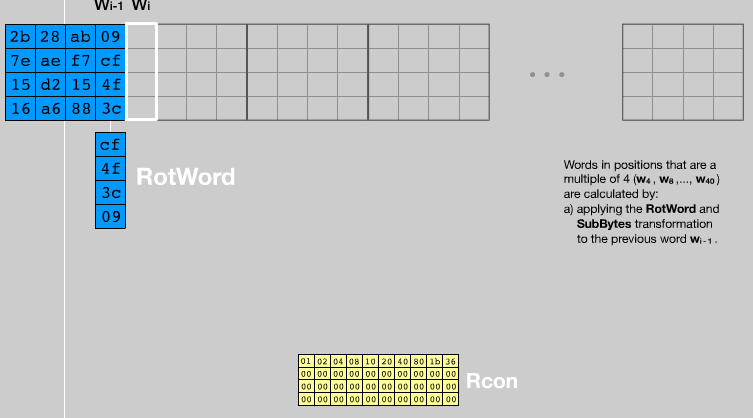 Wi-1 Wi
2b 28 ab 09
7e ae f7 cf
15 d2 15 4f
16 a6 88 3c
...
cf
4f
3c
09
RotWord
Words in positions that are a
multiple of 4 (w4, w8,..., w40)
are calculated by:
a) applying the RotWord and
SubBytes transformation
to the previous word wi-1.
01 02 04 08 10 20 40 80 1b 36
00 00 00 00 00 00 00 00 00 00
00 00 00 00 00 00 00 00 00 00
00 00 00 00 00 00 00 00 00 00
Rcon